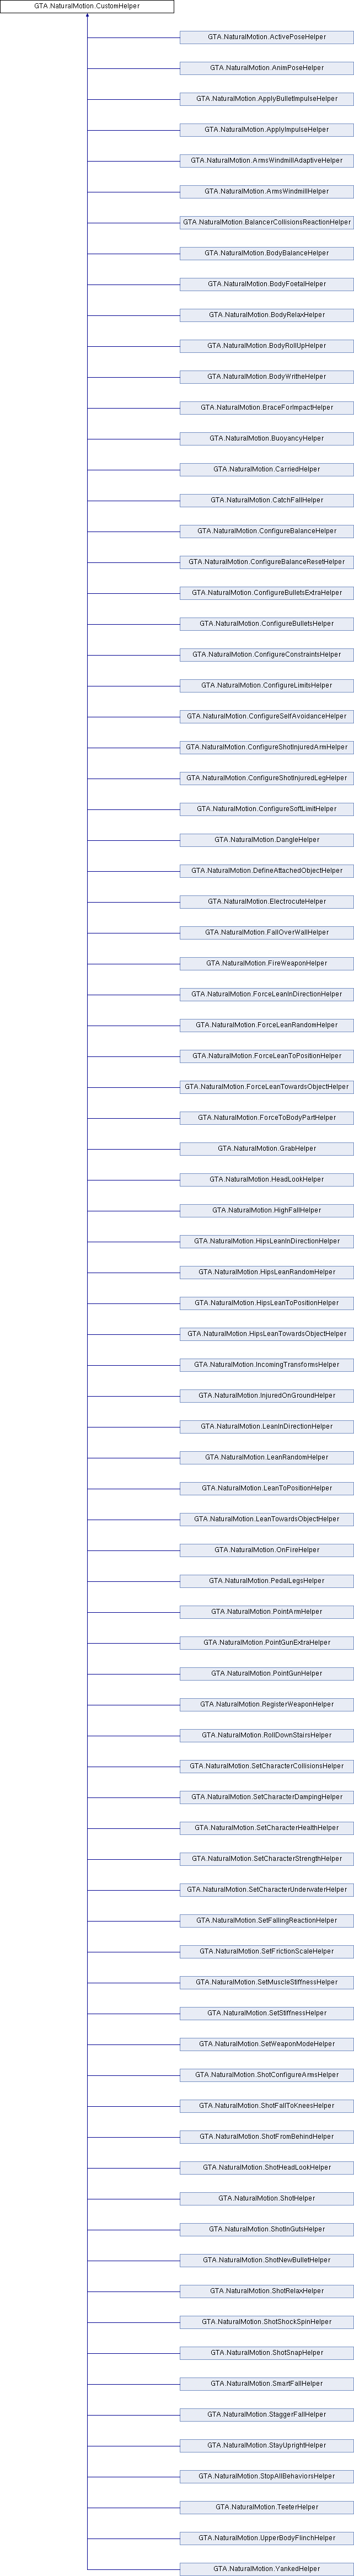 GTA.NaturalMotion.CustomHelper
GTA.NaturalMotion.ActivePoseHelper
GTA.NaturalMotion.AnimPoseHelper
GTA.NaturalMotion.ApplyBulletImpulseHelper
GTA.NaturalMotion.ApplyImpulseHelper
GTA.NaturalMotion.ArmsWindmillAdaptiveHelper
GTA.NaturalMotion.ArmsWindmillHelper
GTA.NaturalMotion.BalancerCollisionsReactionHelper
GTA.NaturalMotion.BodyBalanceHelper
GTA.NaturalMotion.BodyFoetalHelper
GTA.NaturalMotion.BodyRelaxHelper
GTA.NaturalMotion.BodyRollUpHelper
GTA.NaturalMotion.BodyWritheHelper
GTA.NaturalMotion.BraceForImpactHelper
GTA.NaturalMotion.BuoyancyHelper
GTA.NaturalMotion.CarriedHelper
GTA.NaturalMotion.CatchFallHelper
GTA.NaturalMotion.ConfigureBalanceHelper
GTA.NaturalMotion.ConfigureBalanceResetHelper
GTA.NaturalMotion.ConfigureBulletsExtraHelper
GTA.NaturalMotion.ConfigureBulletsHelper
GTA.NaturalMotion.ConfigureConstraintsHelper
GTA.NaturalMotion.ConfigureLimitsHelper
GTA.NaturalMotion.ConfigureSelfAvoidanceHelper
GTA.NaturalMotion.ConfigureShotInjuredArmHelper
GTA.NaturalMotion.ConfigureShotInjuredLegHelper
GTA.NaturalMotion.ConfigureSoftLimitHelper
GTA.NaturalMotion.DangleHelper
GTA.NaturalMotion.DefineAttachedObjectHelper
GTA.NaturalMotion.ElectrocuteHelper
GTA.NaturalMotion.FallOverWallHelper
GTA.NaturalMotion.FireWeaponHelper
GTA.NaturalMotion.ForceLeanInDirectionHelper
GTA.NaturalMotion.ForceLeanRandomHelper
GTA.NaturalMotion.ForceLeanToPositionHelper
GTA.NaturalMotion.ForceLeanTowardsObjectHelper
GTA.NaturalMotion.ForceToBodyPartHelper
GTA.NaturalMotion.GrabHelper
GTA.NaturalMotion.HeadLookHelper
GTA.NaturalMotion.HighFallHelper
GTA.NaturalMotion.HipsLeanInDirectionHelper
GTA.NaturalMotion.HipsLeanRandomHelper
GTA.NaturalMotion.HipsLeanToPositionHelper
GTA.NaturalMotion.HipsLeanTowardsObjectHelper
GTA.NaturalMotion.IncomingTransformsHelper
GTA.NaturalMotion.InjuredOnGroundHelper
GTA.NaturalMotion.LeanInDirectionHelper
GTA.NaturalMotion.LeanRandomHelper
GTA.NaturalMotion.LeanToPositionHelper
GTA.NaturalMotion.LeanTowardsObjectHelper
GTA.NaturalMotion.OnFireHelper
GTA.NaturalMotion.PedalLegsHelper
GTA.NaturalMotion.PointArmHelper
GTA.NaturalMotion.PointGunExtraHelper
GTA.NaturalMotion.PointGunHelper
GTA.NaturalMotion.RegisterWeaponHelper
GTA.NaturalMotion.RollDownStairsHelper
GTA.NaturalMotion.SetCharacterCollisionsHelper
GTA.NaturalMotion.SetCharacterDampingHelper
GTA.NaturalMotion.SetCharacterHealthHelper
GTA.NaturalMotion.SetCharacterStrengthHelper
GTA.NaturalMotion.SetCharacterUnderwaterHelper
GTA.NaturalMotion.SetFallingReactionHelper
GTA.NaturalMotion.SetFrictionScaleHelper
GTA.NaturalMotion.SetMuscleStiffnessHelper
GTA.NaturalMotion.SetStiffnessHelper
GTA.NaturalMotion.SetWeaponModeHelper
GTA.NaturalMotion.ShotConfigureArmsHelper
GTA.NaturalMotion.ShotFallToKneesHelper
GTA.NaturalMotion.ShotFromBehindHelper
GTA.NaturalMotion.ShotHeadLookHelper
GTA.NaturalMotion.ShotHelper
GTA.NaturalMotion.ShotInGutsHelper
GTA.NaturalMotion.ShotNewBulletHelper
GTA.NaturalMotion.ShotRelaxHelper
GTA.NaturalMotion.ShotShockSpinHelper
GTA.NaturalMotion.ShotSnapHelper
GTA.NaturalMotion.SmartFallHelper
GTA.NaturalMotion.StaggerFallHelper
GTA.NaturalMotion.StayUprightHelper
GTA.NaturalMotion.StopAllBehaviorsHelper
GTA.NaturalMotion.TeeterHelper
GTA.NaturalMotion.UpperBodyFlinchHelper
GTA.NaturalMotion.YankedHelper